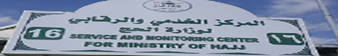 المركز الخدمي والرقابي
لوزارة الحج
16 SERVICE AND MONITORING CENTER ١٦
FOR MINISTRY OF HAJJ